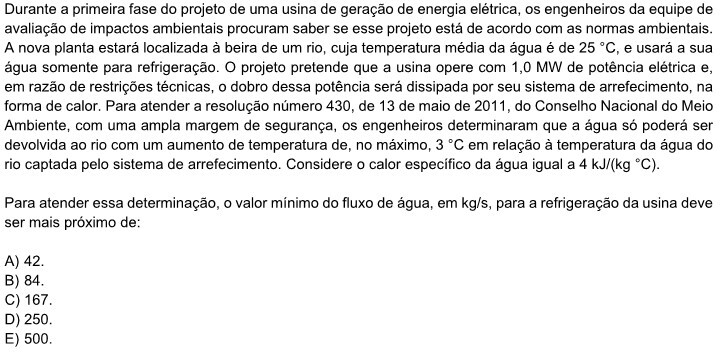 Durante a primeira fase do projeto de uma usina de geração de energia elétrica, os engenheiros da equipe de
avaliação de impactos ambientais procuram saber se esse projeto está de acordo com as normas ambientais.
A nova planta estará localizada à beira de um rio, cuja temperatura média da água é de 25 °C, e usará a sua
água somente para refrigeração. O projeto pretende que a usina opere com 1,0 MW de potência elétrica e,
em razão de restrições técnicas, o dobro dessa potência será dissipada por seu sistema de arrefecimento, na
forma de calor. Para atender a resolução número 430, de 13 de maio de 2011, do Conselho Nacional do Meio
Ambiente, com uma ampla margem de segurança, os engenheiros determinaram que a água só poderá ser
devolvida ao rio com um aumento de temperatura de, no máximo, 3 °C em relação à temperatura da água do
rio captada pelo sistema de arrefecimento. Considere o calor específico da água igual a 4 kJ/(kg °C).
Para atender essa determinação, o valor mínimo do fluxo de água, em kg/s, para a refrigeração da usina deve
ser mais próximo de:
A) 42.
B) 84.
C) 167.
D) 250.
E) 500.